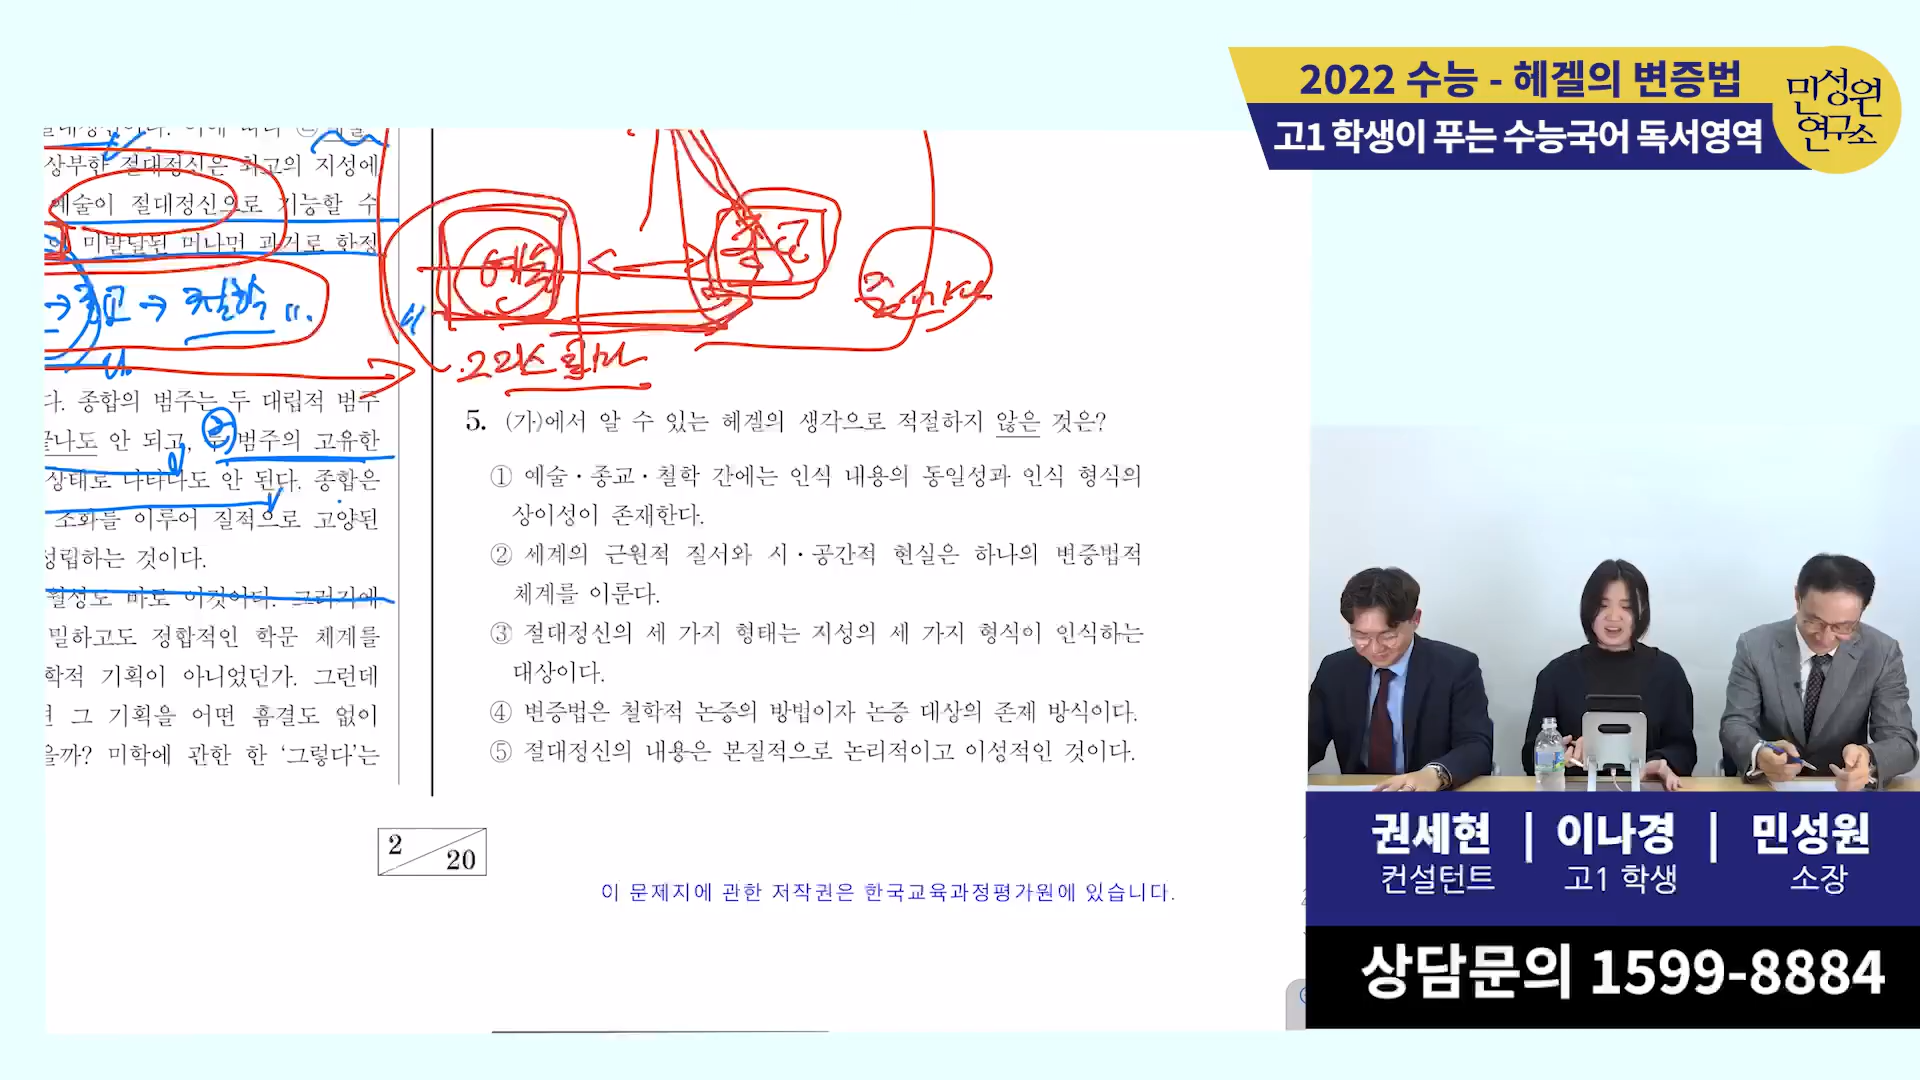 2022 수능 - 헤겔의 변증법
고1 학생이 푸는 수능국어 독서영역
민성원
연구소
상부한 절대정신은 최고의 지성에
예술이 절대정신으로 기능할 수
미발달된 머나먼 과거로 한정
→ 종교 → 철학
다. 종합의 범주는 두 대립적 범주
끝나도 안 되고, 두 범주의 고유한
상태로 나타나도 안 된다. 종합은
소화를 이루어 질적으로 고양된
성립하는 것이다.
월성도 바로 이것이다. 그러기에
밀하고도 정합적인 학문 체계를
학적 기획이 아니었던가. 그런데
그 기획을 어떤 흠결도 없이
을까? 미학에 관한 한 '그렇다'는
예술
그리스 로마
5. (가)에서 알 수 있는 헤겔의 생각으로 적절하지 않은 것은?
① 예술·종교·철학 간에는 인식 내용의 동일성과 인식 형식의
상이성이 존재한다.
② 세계의 근원적 질서와 시·공간적 현실은 하나의 변증법적
체계를 이룬다.
③ 절대정신의 세 가지 형태는 지성의 세 가지 형식이 인식하는
대상이다.
④ 변증법은 철학적 논증의 방법이자 논증 대상의 존재 방식이다.
⑤ 절대정신의 내용은 본질적으로 논리적이고 이성적인 것이다.
2
20
이 문제지에 관한 저작권은 한국교육과정평가원에 있습니다.
권세현 | 이나경 | 민성원
컨설턴트 고1 학생 소장
상담문의 1599-8884